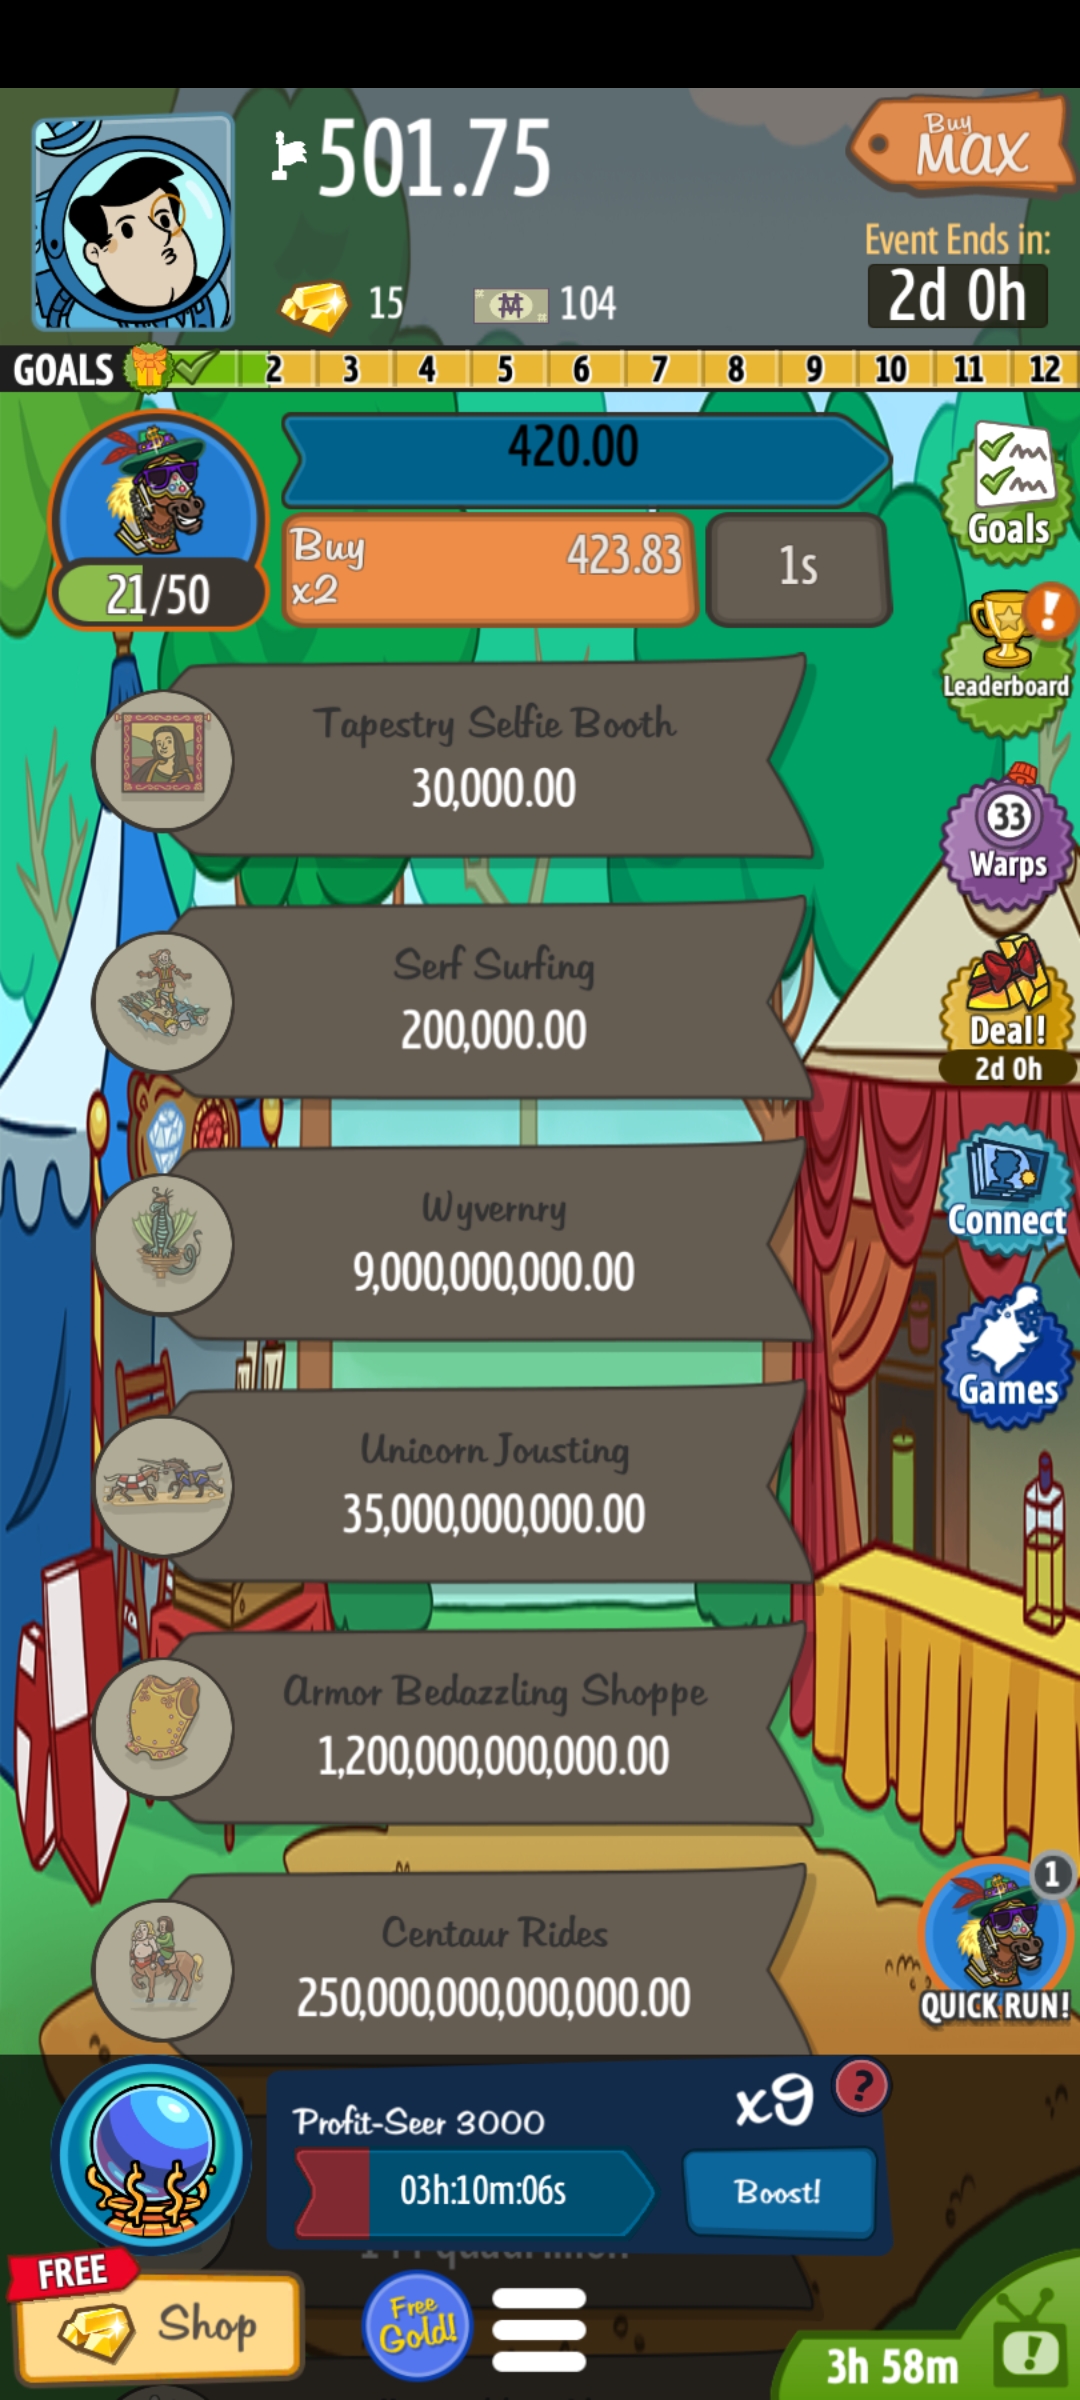 501.75
Buy
MAX
15
104
Event Ends in:
2d 0h
GOALS 2 3 4 5 6 7 8 9 10 11 12
420.00
Buy
x2
423.83
1s
21/50
Goals
!
Leaderboard
Tapestry Selfie Booth
30,000.00
33
Warps
Serf Surfing
200,000.00
Deal!
2d 0h
Wyvernry
9,000,000,000.00
Connect
Games
Unicorn Jousting
35,000,000,000.00
Armor Bedazzling Shoppe
1,200,000,000,000.00
1
QUICK RUN!
Centaur Rides
250,000,000,000,000.00
Profit-Seer 3000
x9
?
03h:10m:06s
Boost!
FREE
Shop
Free
Gold!
3h 58m
!